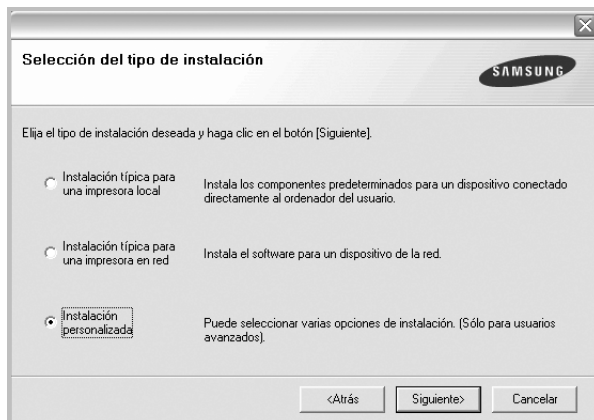 Selección del tipo de instalación
SAMSUNG
Elija el tipo de instalación deseada y haga clic en el botón [Siguiente].
Instalación típica para
una impresora local
Instala los componentes predeterminados para un dispositivo conectado
directamente al ordenador del usuario.
Instalación típica para
una impresora en red
Instala el software para un dispositivo de la red.
Instalación
personalizada
Puede seleccionar varias opciones de instalación. (Sólo para usuarios
avanzados).
<Atrás
Siguiente>
Cancelar